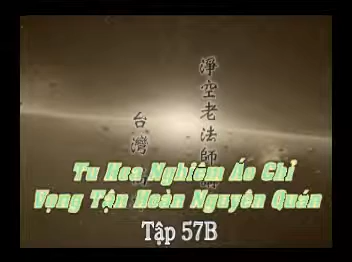 淨空老法師
台灣
Tu Hoa Nghiêm Áo Chỉ
Vọng Tận Hoàn Nguyên Quán
Tập 57B